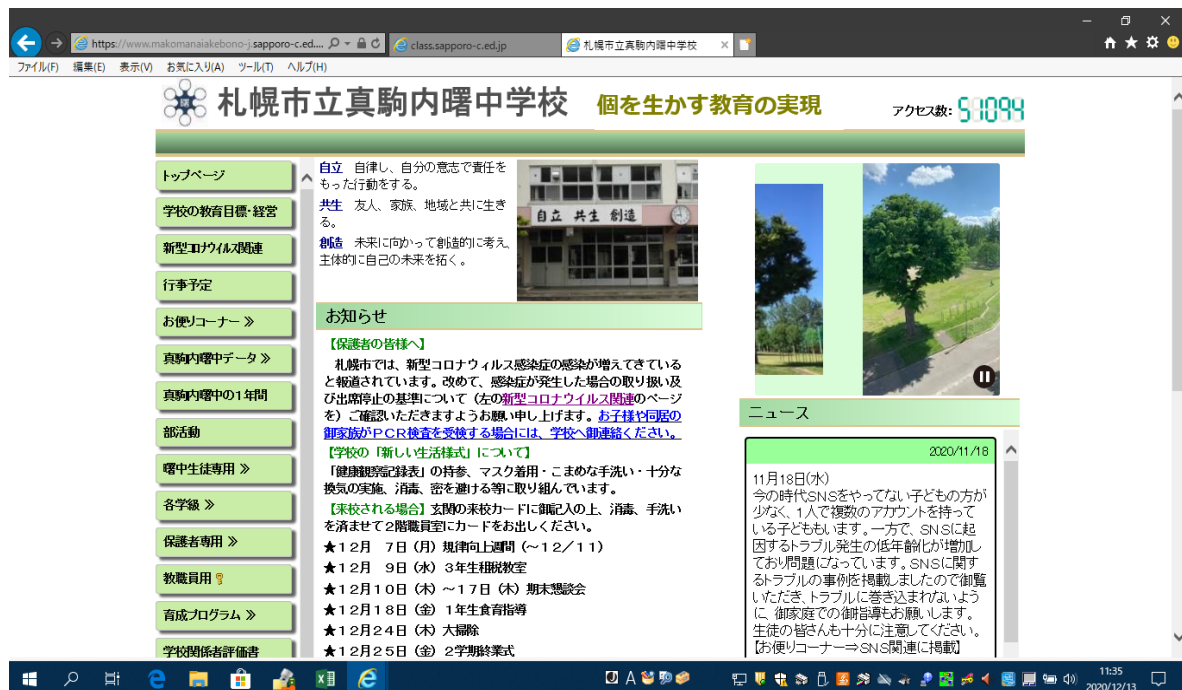 https://www.makomanaiakebono-j.sapporo-c.ed....
class.sapporo-c.ed.jp
札幌市立真駒内曙中学校
ファイル(F) 編集(E) 表示(V) お気に入り(A) ツール(T) ヘルプ(H)
札幌市立真駒内曙中学校
個を生かす教育の実現
アクセス数: 51094
トップページ
学校の教育目標・経営
新型コロナウイルス関連
行事予定
お便りコーナー ≫
真駒内曙中データ ≫
真駒内曙中の1年間
部活動
曙中生徒専用 ≫
各学級 ≫
保護者専用 ≫
教職員用
育成プログラム ≫
学校関係者評価書
自立 自律し、自分の意志で責任を
もった行動をする。
共生 友人、家族、地域と共に生き
る。
創造 未来に向かって創造的に考え、
主体的に自己の未来を拓く。
自立 共生 創造
お知らせ
【保護者の皆様へ】
札幌市では、新型コロナウィルス感染症の感染が増えてきている
と報道されています。改めて、感染症が発生した場合の取り扱い及
び出席停止の基準について（左の新型コロナウイルス関連のページ
を）ご確認いただきますようお願い申し上げます。お子様や同居の
御家族がＰＣＲ検査を受検する場合には、学校へ御連絡ください。
【学校の「新しい生活様式」について】
「健康観察記録表」の持参、マスク着用・こまめな手洗い・十分な
換気の実施、消毒、密を避ける等に取り組んでいます。
【来校される場合】玄関の来校カードに御記入の上、消毒、手洗い
を済ませて２階職員室にカードをお出しください。
★１２月 ７日（月）規律向上週間（～１２／１１）
★１２月 ９日（水）３年生租税教室
★１２月１０日（木）～１７日（木）期末懇談会
★１２月１８日（金）１年生食育指導
★１２月２４日（木）大掃除
★１２月２５日（金）２学期終業式
ニュース
2020/11/18
11月18日(水)
今の時代SNSをやってない子どもの方が
少なく、1人で複数のアカウントを持って
いる子どももいます。一方で、SNSに起
因するトラブル発生の低年齢化が増加し
ており問題になっています。SNSに関す
るトラブルの事例を掲載しましたので御覧
いただき、トラブルに巻き込まれないよう
に、御家庭での御指導もお願いします。
生徒の皆さんも十分に注意してください。
【お便りコーナー⇒SNS関連に掲載】
A
11:35
2020/12/13